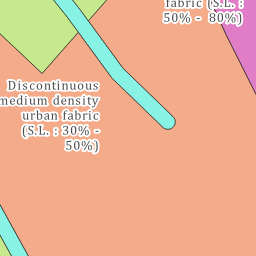 fabric (S.L. :
50% - 80%)
Discontinuous
medium density
urban fabric
(S.L. : 30% -
50%)